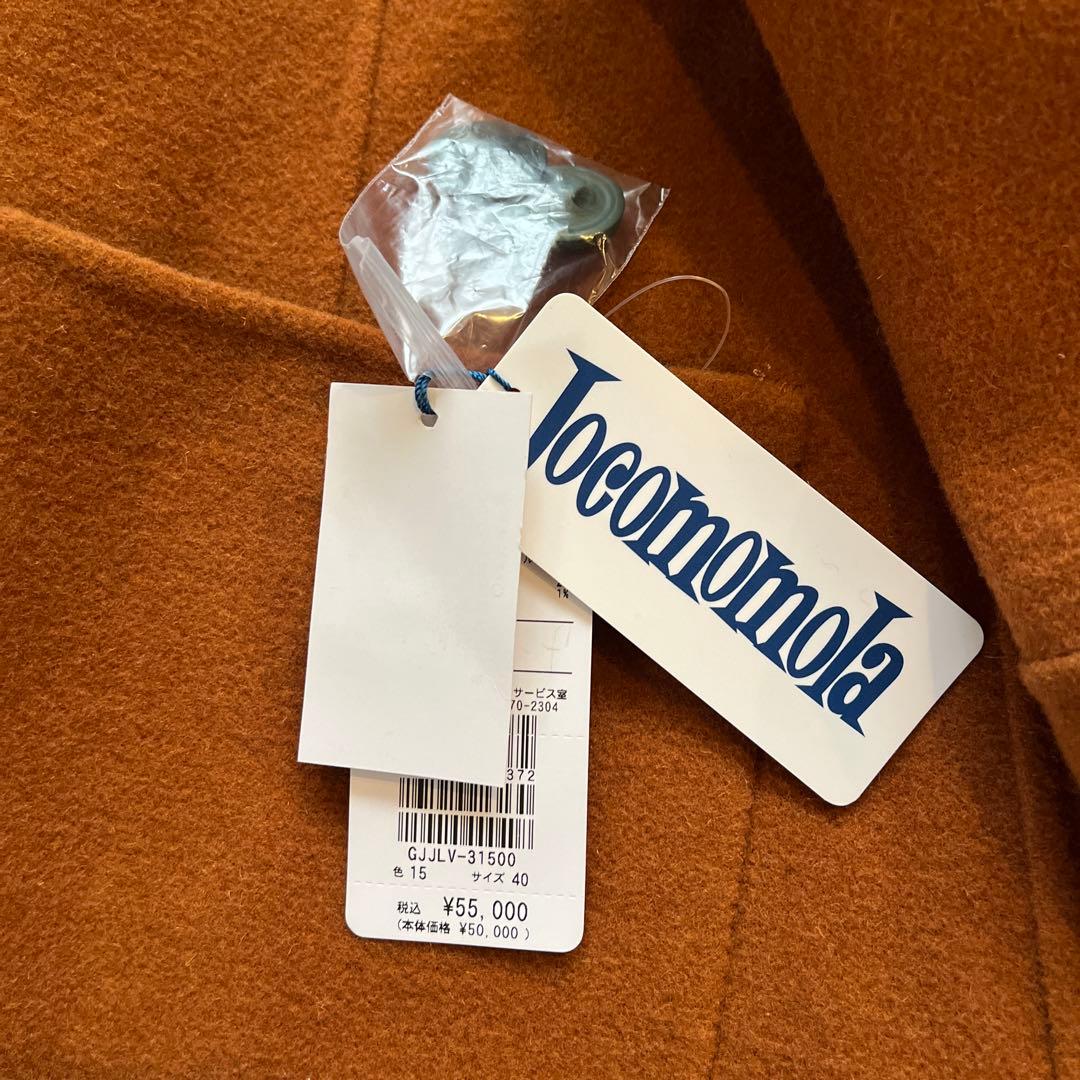 Jocomomola
1%
サービス室
70-2304
372
GJJLV-31500
色 15 サイズ 40
税込 ¥55,000
(本体価格 ¥50,000 )